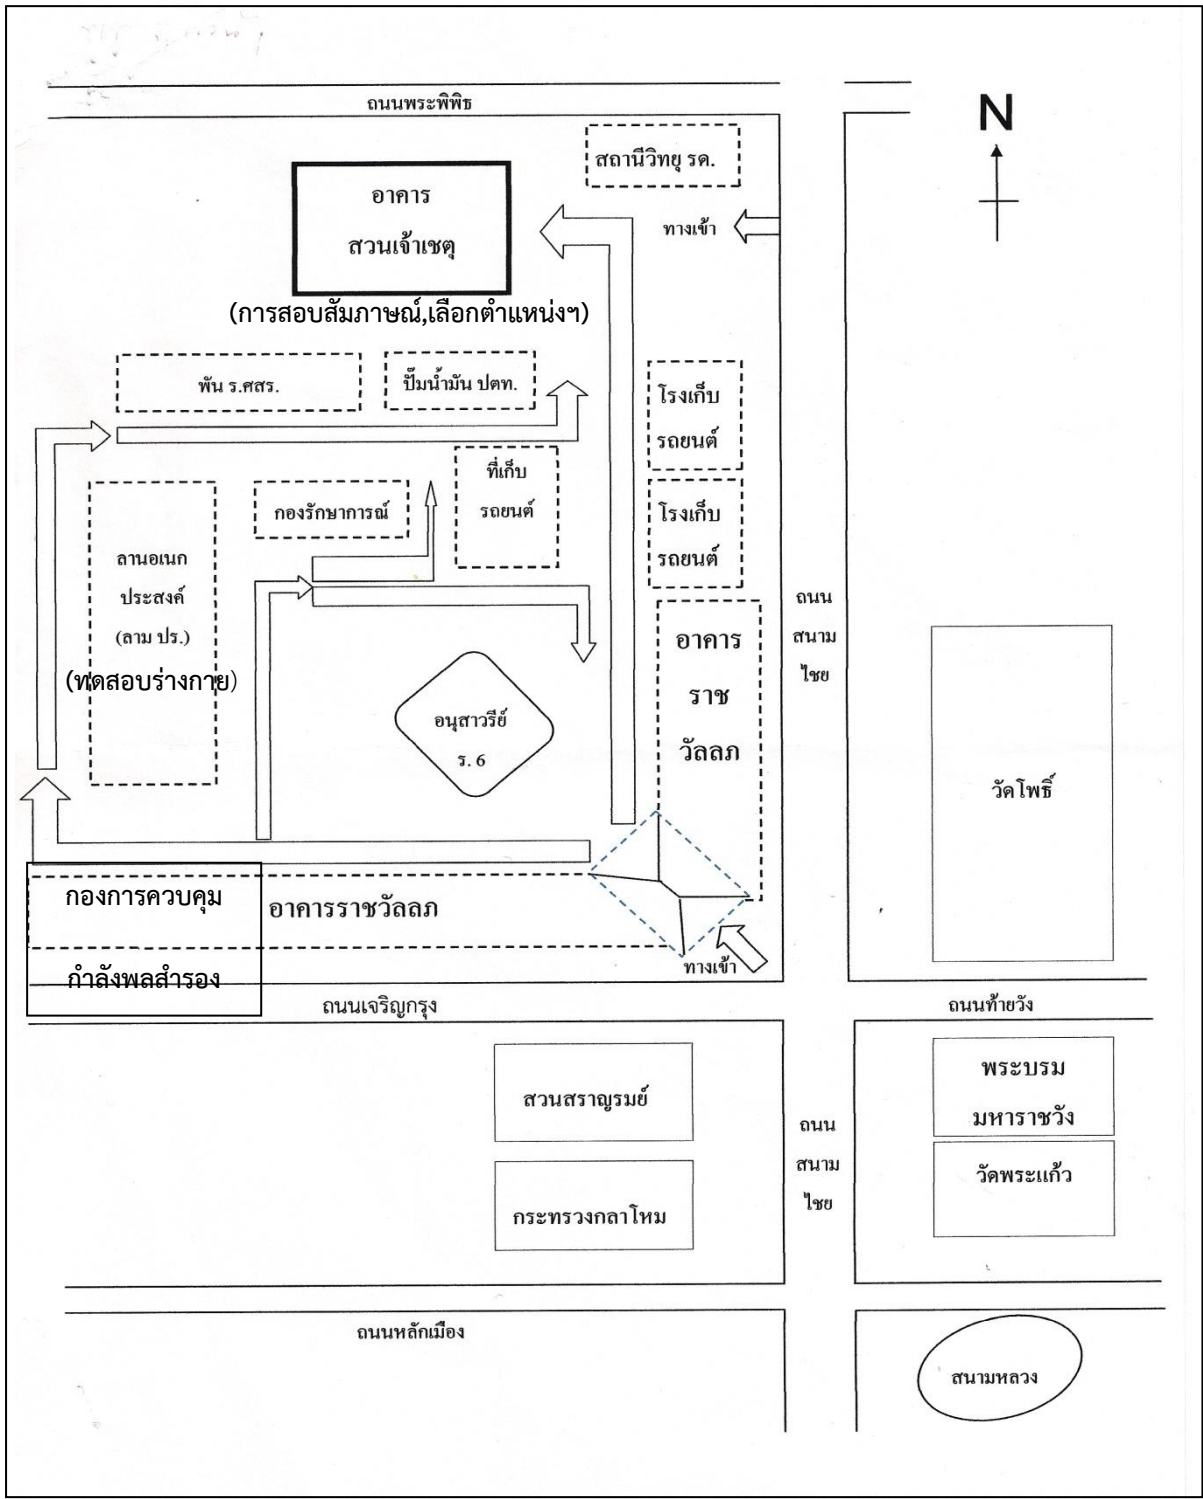 ถนนพระพิพิธ
N
สถานีวิทยุ รด.
อาคาร
สวนเจ้าเชตุ
ทางเข้า
(การสอบสัมภาษณ์,เลือกตำแหน่งฯ)
พัน ร.ศสร.
ปั๊มน้ำมัน ปตท.
โรงเก็บ
รถยนต์
ที่เก็บ
รถยนต์
กองรักษาการณ์
โรงเก็บ
รถยนต์
ลานอเนก
ประสงค์
(ลาม ปร.)
(ทดสอบร่างกาย)
ถนน
สนาม
ไชย
อาคาร
ราช
วัลลภ
อนุสาวรีย์
ร. 6
วัดโพธิ์
กองการควบคุม
กำลังพลสำรอง
อาคารราชวัลลภ
ทางเข้า
ถนนเจริญกรุง
ถนนท้ายวัง
สวนสราญรมย์
พระบรม
มหาราชวัง
ถนน
สนาม
ไชย
วัดพระแก้ว
กระทรวงกลาโหม
ถนนหลักเมือง
สนามหลวง